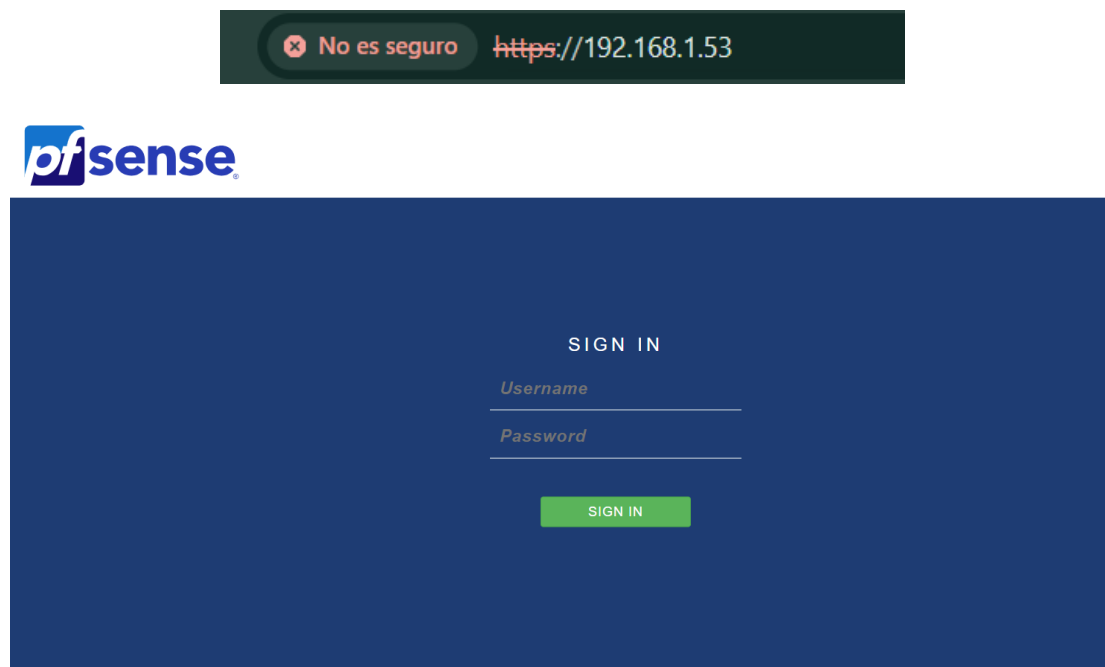 No es seguro https://192.168.1.53
pfsense®
SIGN IN
Username
Password
SIGN IN